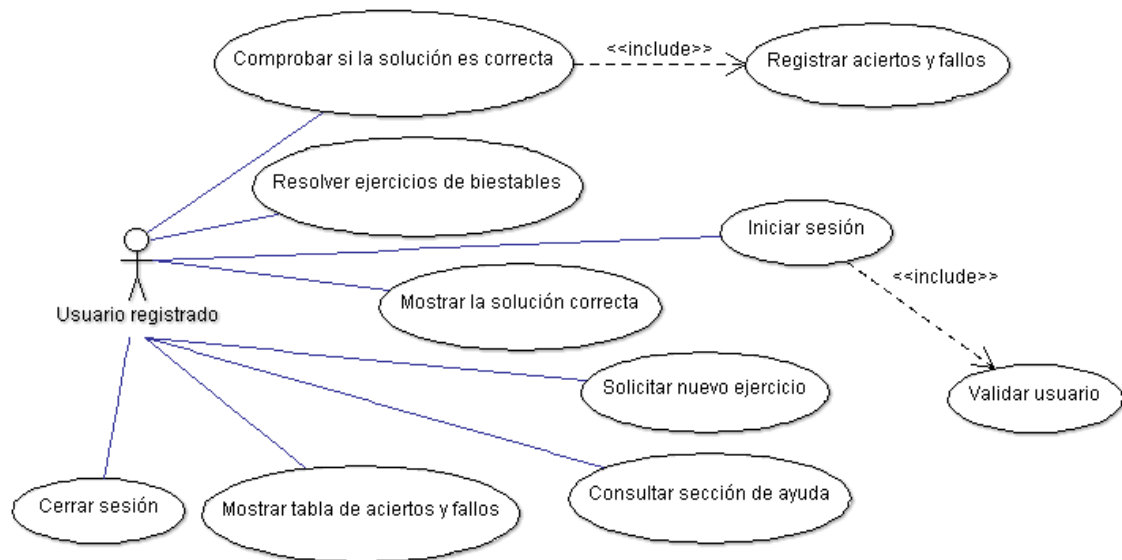 Comprobar si la solución es correcta
<<include>>
Registrar aciertos y fallos
Resolver ejercicios de biestables
Iniciar sesión
<<include>>
Mostrar la solución correcta
Usuario registrado
Solicitar nuevo ejercicio
Validar usuario
Cerrar sesión
Mostrar tabla de aciertos y fallos
Consultar sección de ayuda